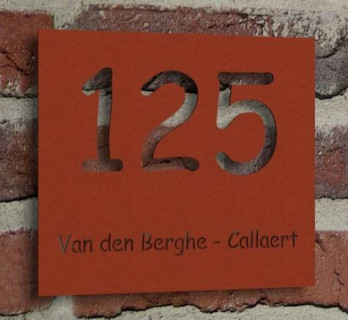 125
Van den Berghe - Callaert